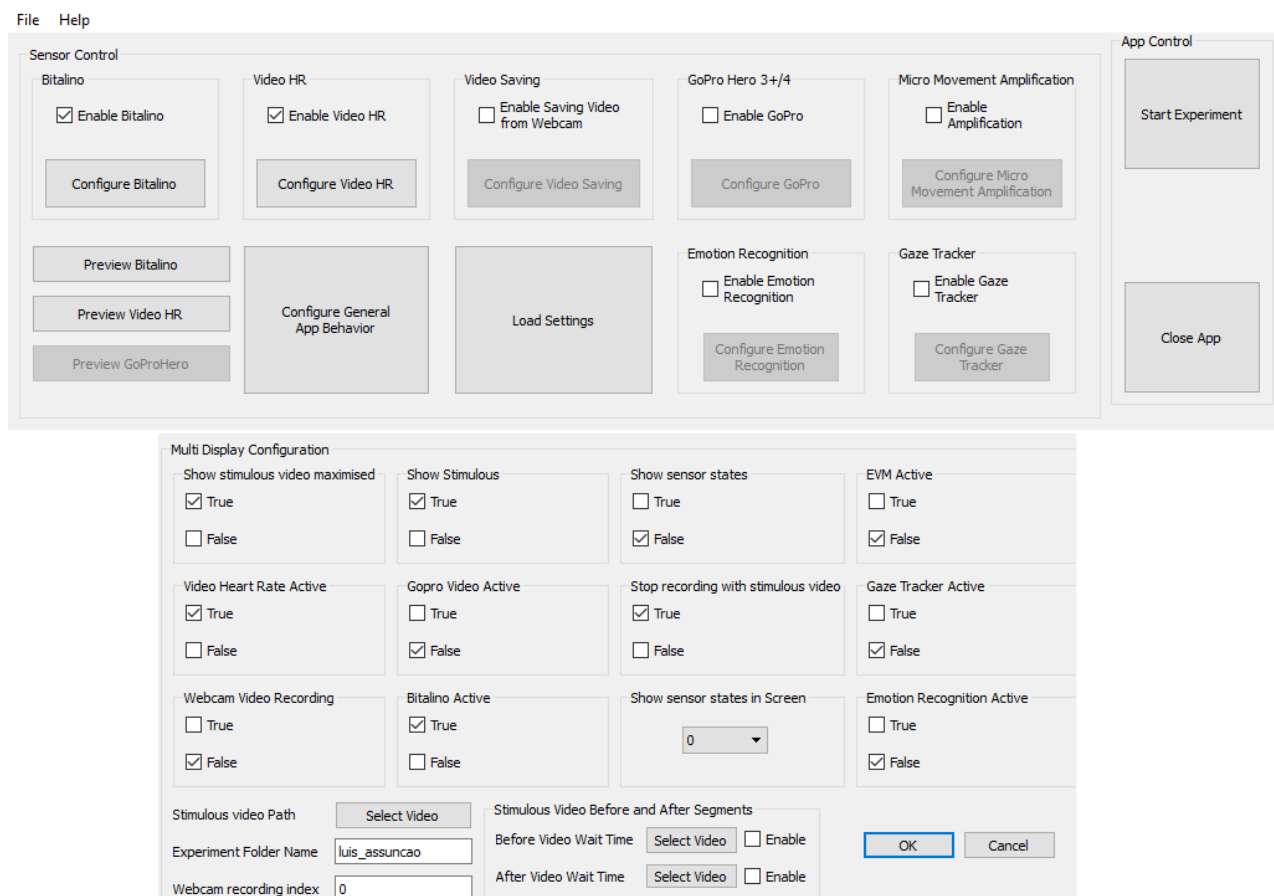 File Help
Sensor Control
App Control
Bitalino
Video HR
Video Saving
GoPro Hero 3+/4
Micro Movement Amplification
Enable Bitalino
Enable Video HR
Enable Saving Video
from Webcam
Enable GoPro
Enable
Amplification
Start Experiment
Configure Bitalino
Configure Video HR
Configure Video Saving
Configure GoPro
Configure Micro
Movement Amplification
Preview Bitalino
Preview Video HR
Preview GoProHero
Configure General
App Behavior
Load Settings
Emotion Recognition
Enable Emotion
Recognition
Configure Emotion
Recognition
Gaze Tracker
Enable Gaze
Tracker
Configure Gaze
Tracker
Close App
Multi Display Configuration
Show stimulous video maximised
True
False
Show Stimulous
True
False
Show sensor states
True
False
EVM Active
True
False
Video Heart Rate Active
True
False
Gopro Video Active
True
False
Stop recording with stimulous video
True
False
Gaze Tracker Active
True
False
Webcam Video Recording
True
False
Bitalino Active
True
False
Show sensor states in Screen
0
Emotion Recognition Active
True
False
Stimulous video Path
Select Video
Experiment Folder Name
luis_assuncao
Webcam recording index
0
Stimulous Video Before and After Segments
Before Video Wait Time
Select Video
Enable
After Video Wait Time
Select Video
Enable
OK
Cancel